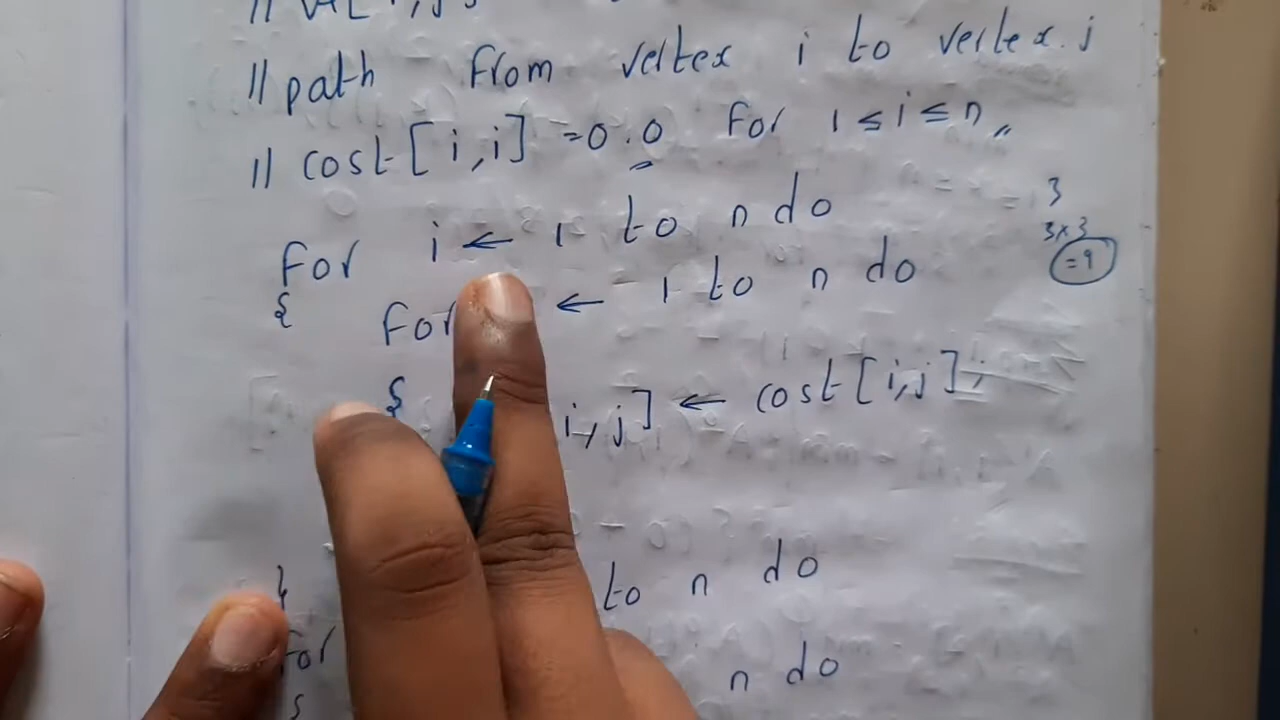 // path from vertex i to vertex j
// cost[i,i] = 0.0 for 1 ≤ i ≤ n
3
3x3
=9
for i ← 1 to n do
{ for ← 1 to n do
{ i,j] ← cost[i,j];
}
to n do
for n do
{